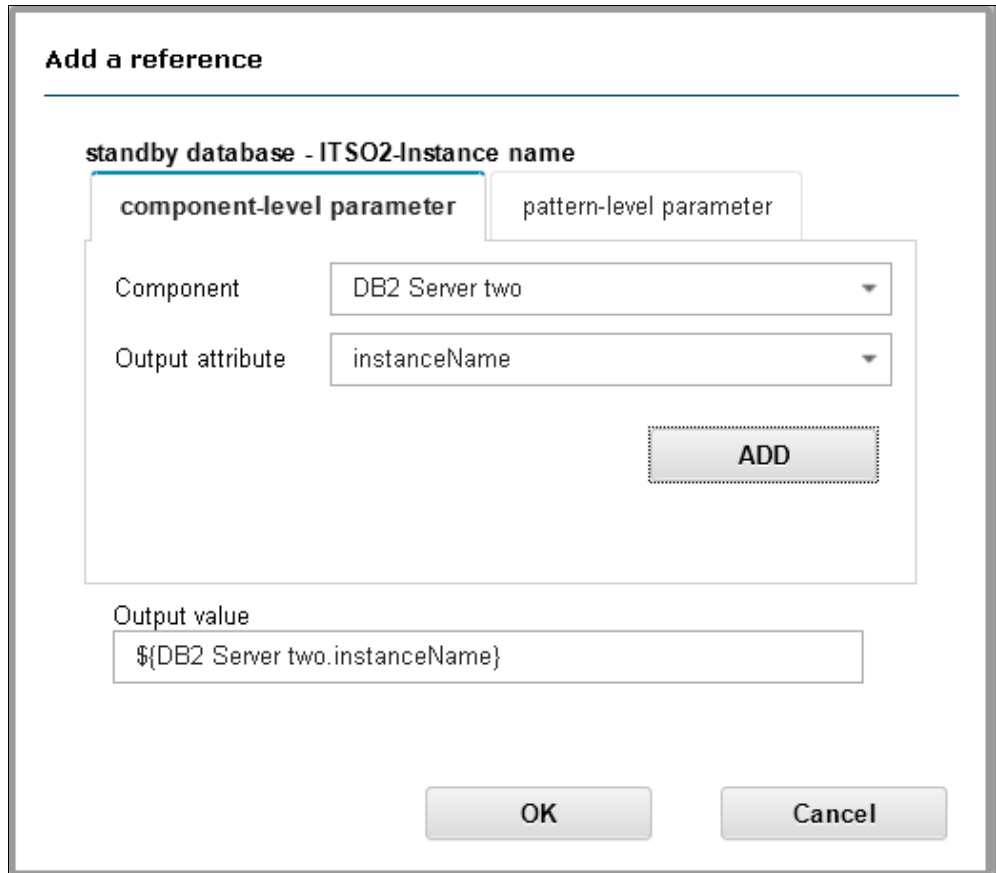 Add a reference
standby database - ITSO2-Instance name
component-level parameter pattern-level parameter
Component DB2 Server two
Output attribute instanceName
ADD
Output value
${DB2 Server two.instanceName}
OK Cancel